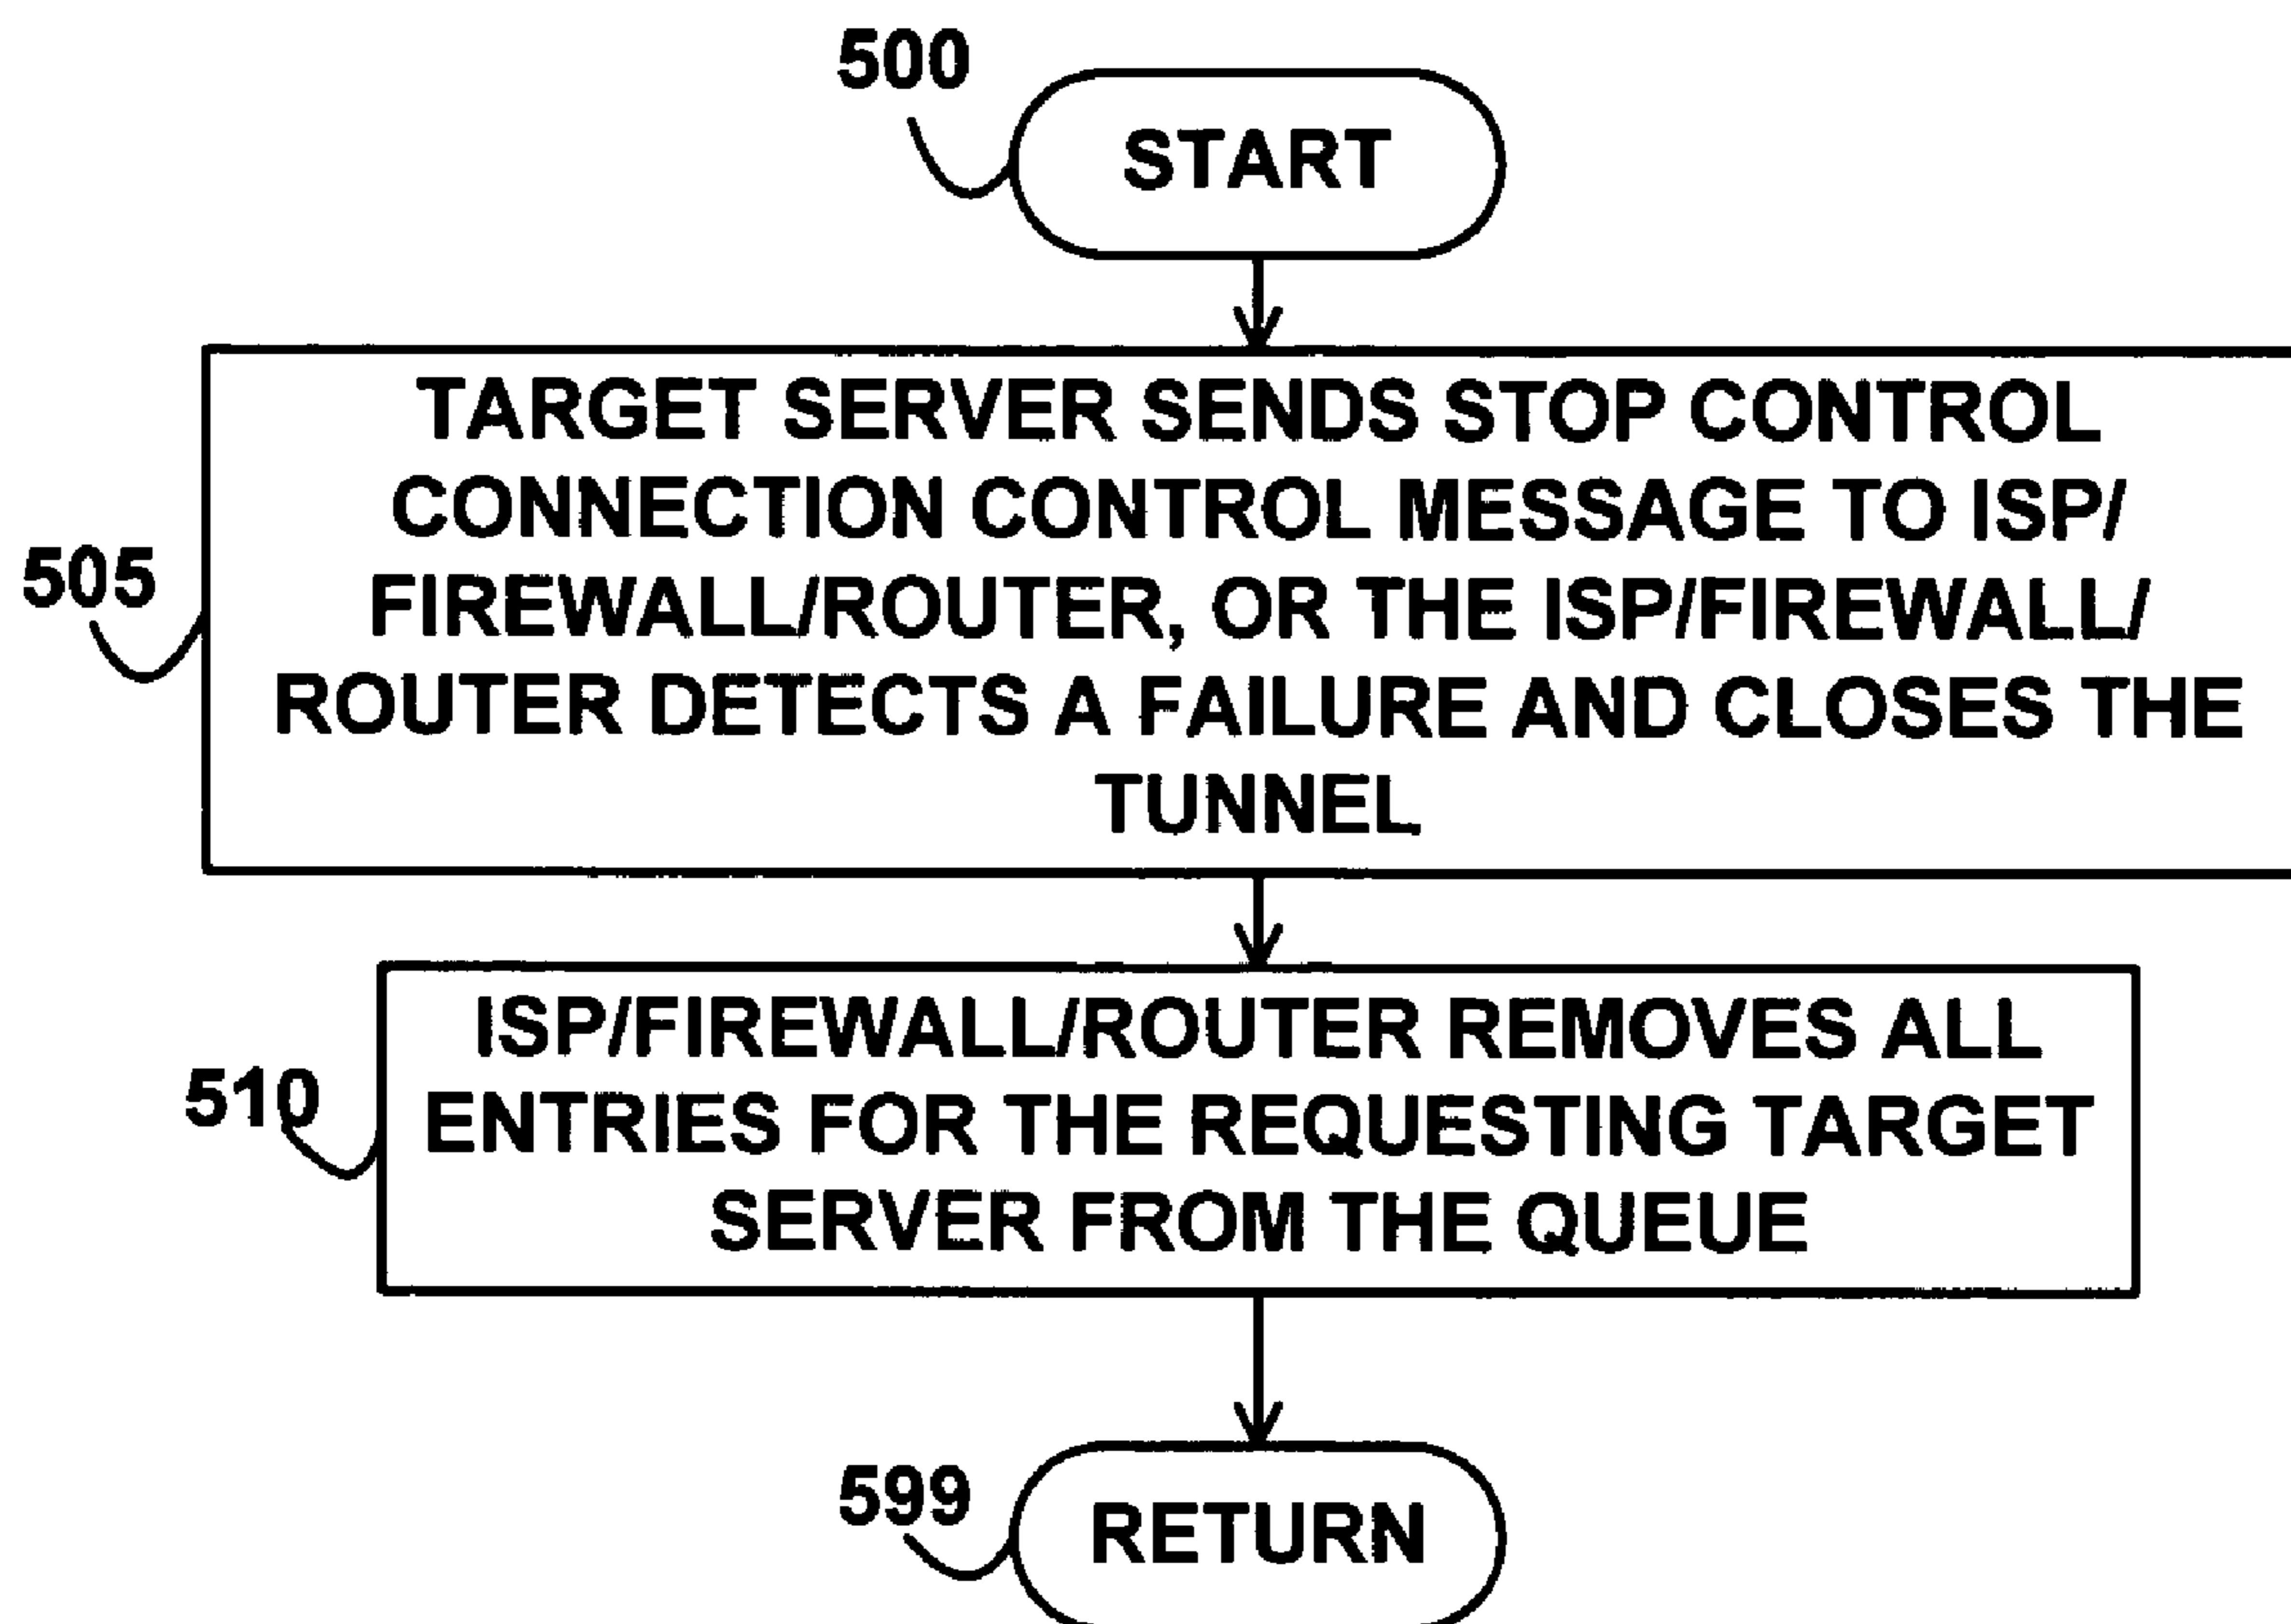 500
START
TARGET SERVER SENDS STOP CONTROL
CONNECTION CONTROL MESSAGE TO ISP/
FIREWALL/ROUTER, OR THE ISP/FIREWALL/
ROUTER DETECTS A FAILURE AND CLOSES THE
TUNNEL
505
ISP/FIREWALL/ROUTER REMOVES ALL
ENTRIES FOR THE REQUESTING TARGET
SERVER FROM THE QUEUE
510
599
RETURN